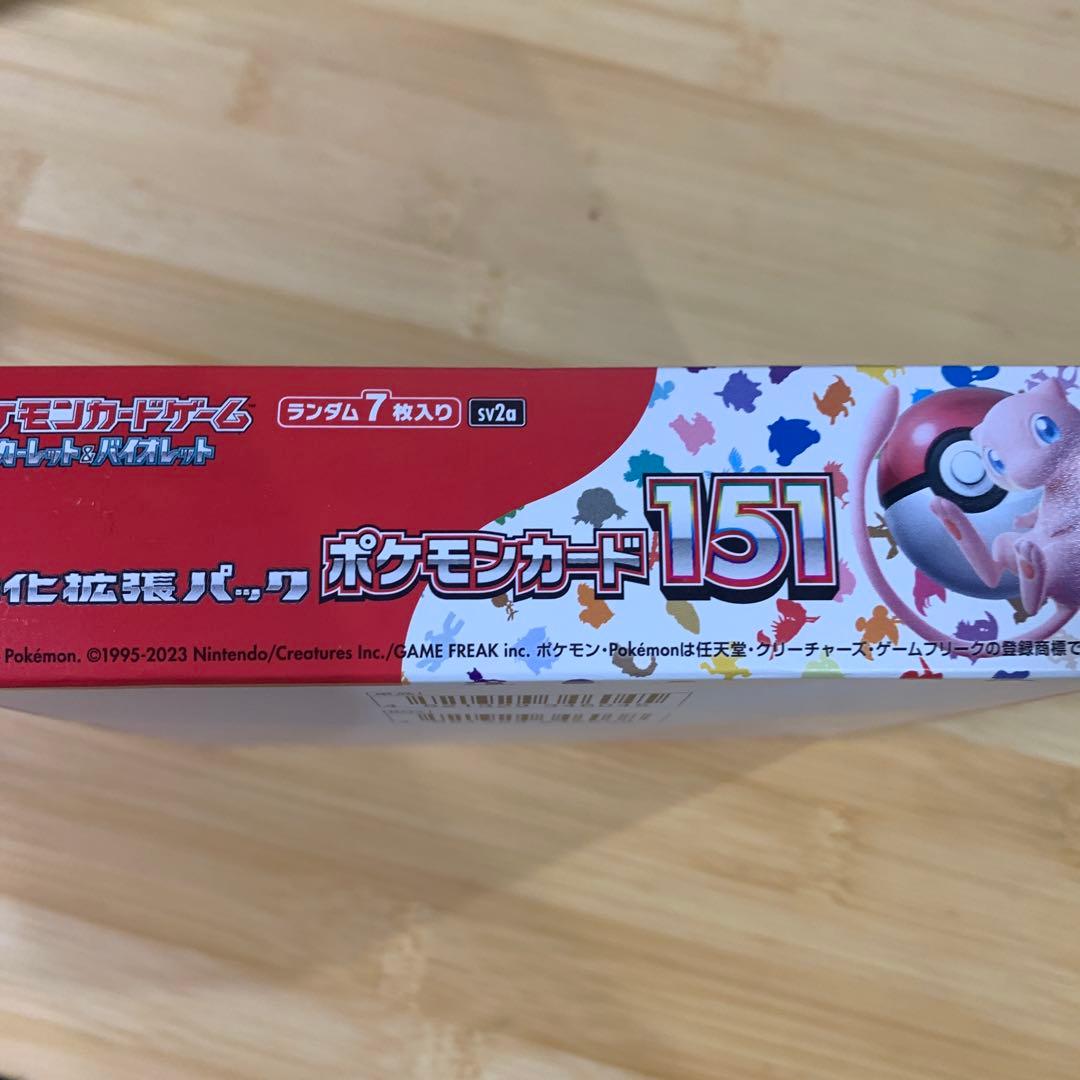 ケモンカードゲーム™
カーレット&バイオレット
ランダム7枚入り
sv2a
化拡張パック
ポケモンカード151
Pokémon. ©1995-2023 Nintendo/Creatures Inc./GAME FREAK inc. ポケモン・Pokémonは任天堂・クリーチャーズ・ゲームフリークの登録商標で